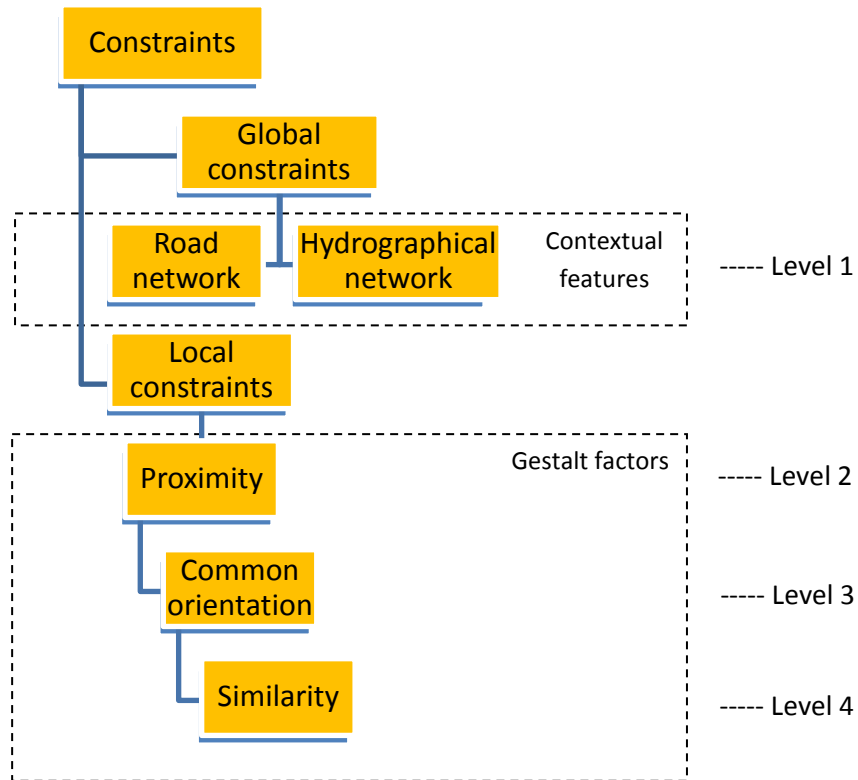 Constraints
Global
constraints
Road
network
Hydrographical
network
Contextual
features
----- Level 1
Local
constraints
Proximity
Gestalt factors
----- Level 2
Common
orientation
----- Level 3
Similarity
----- Level 4